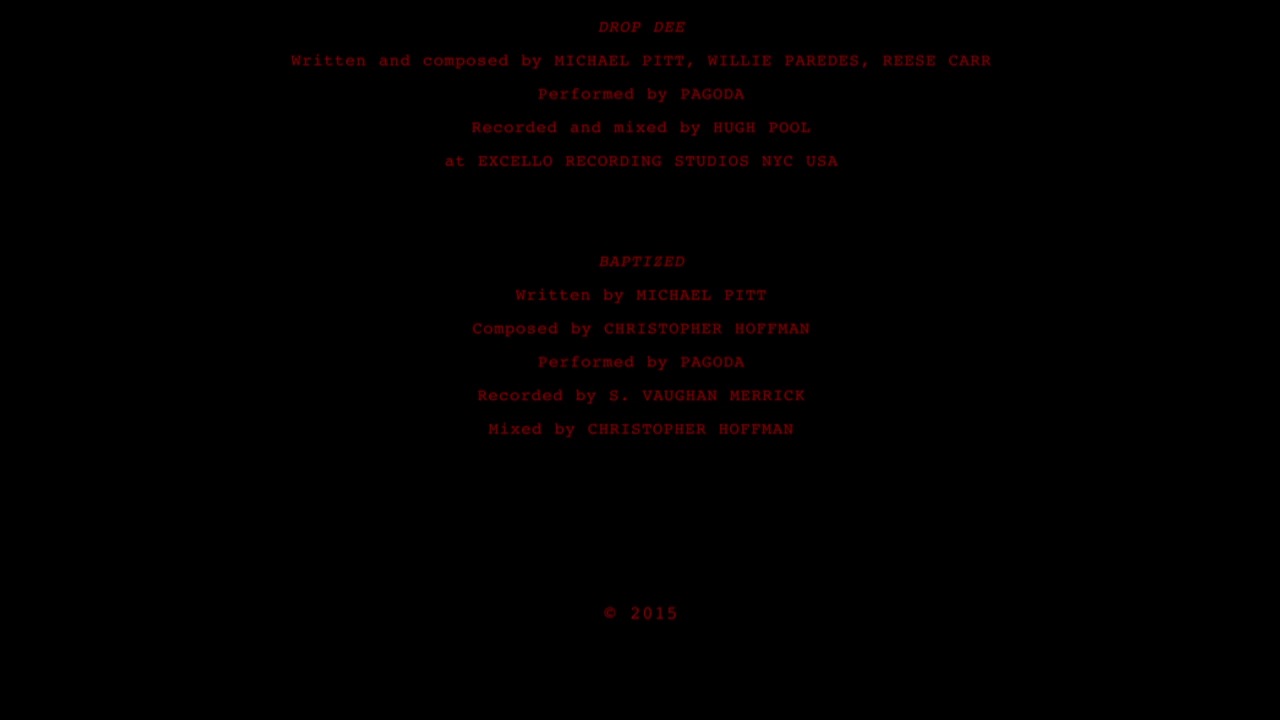 DROP DEE
Written and composed by MICHAEL PITT, WILLIE PAREDES, REESE CARR
Performed by PAGODA
Recorded and mixed by HUGH POOL
at EXCELLO RECORDING STUDIOS NYC USA
BAPTIZED
Written by MICHAEL PITT
Composed by CHRISTOPHER HOFFMAN
Performed by PAGODA
Recorded by S. VAUGHAN MERRICK
Mixed by CHRISTOPHER HOFFMAN
© 2015